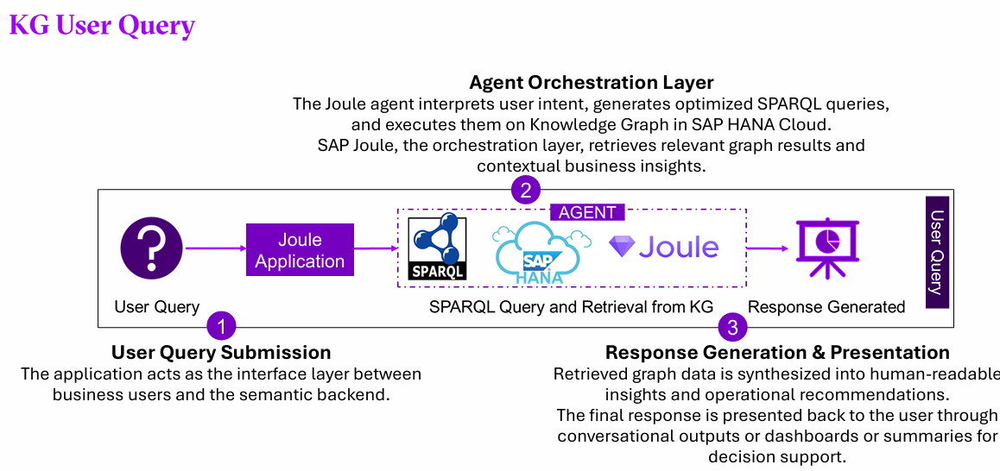 KG User Query
Agent Orchestration Layer
The Joule agent interprets user intent, generates optimized SPARQL queries,
and executes them on Knowledge Graph in SAP HANA Cloud.
SAP Joule, the orchestration layer, retrieves relevant graph results and
contextual business insights.
2
AGENT
?
Joule
Application
SPARQL
SAP
HANA
Joule
User Query
User Query
SPARQL Query and Retrieval from KG
Response Generated
1
3
User Query Submission
The application acts as the interface layer between
business users and the semantic backend.
Response Generation & Presentation
Retrieved graph data is synthesized into human-readable
insights and operational recommendations.
The final response is presented back to the user through
conversational outputs or dashboards or summaries for
decision support.